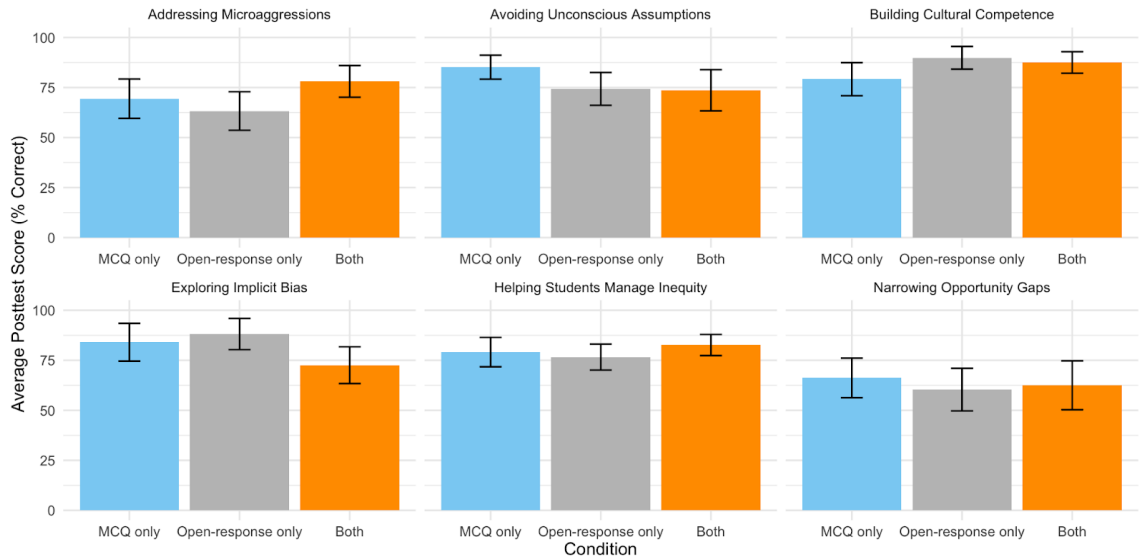 Addressing Microaggressions
Avoiding Unconscious Assumptions
Building Cultural Competence
100
75
50
25
0
MCQ only Open-response only Both
MCQ only Open-response only Both
MCQ only Open-response only Both
Exploring Implicit Bias
Helping Students Manage Inequity
Narrowing Opportunity Gaps
100
75
50
25
0
MCQ only Open-response only Both
MCQ only Open-response only Both
MCQ only Open-response only Both
Average Posttest Score (% Correct)
Condition